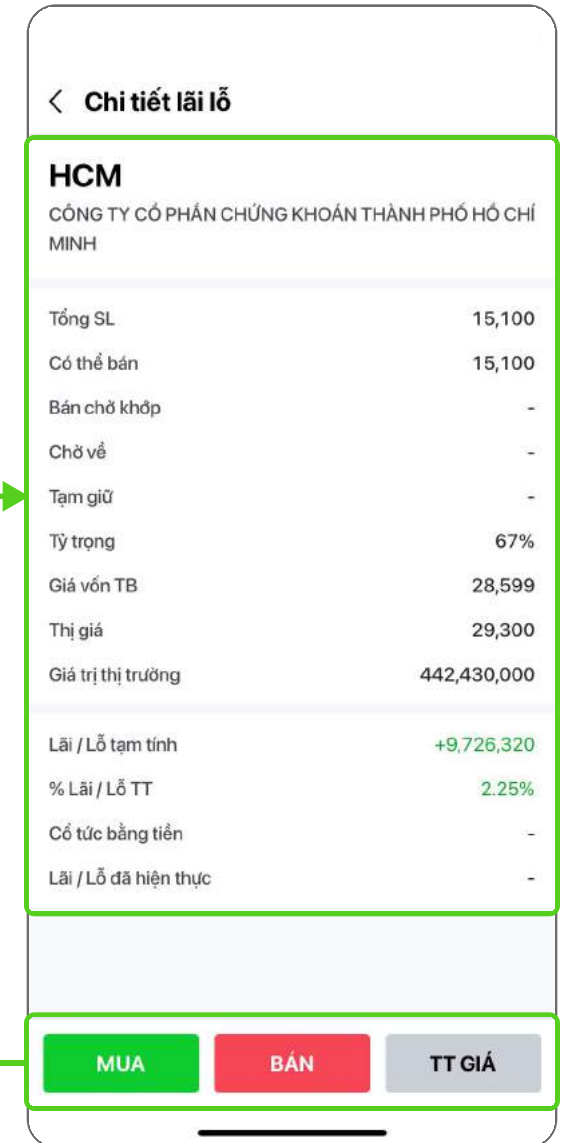 Chi tiết lãi lỗ
HCM
CÔNG TY CỔ PHẦN CHỨNG KHOÁN THÀNH PHỐ HỒ CHÍ
MINH
Tổng SL 15,100
Có thể bán 15,100
Bán chờ khớp -
Chờ về -
Tạm giữ -
Tỷ trọng 67%
Giá vốn TB 28,599
Thị giá 29,300
Giá trị thị trường 442,430,000
Lãi / Lỗ tạm tính +9,726,320
% Lãi / Lỗ TT 2.25%
Cổ tức bằng tiền -
Lãi / Lỗ đã hiện thực -
MUA BÁN TT GIÁ